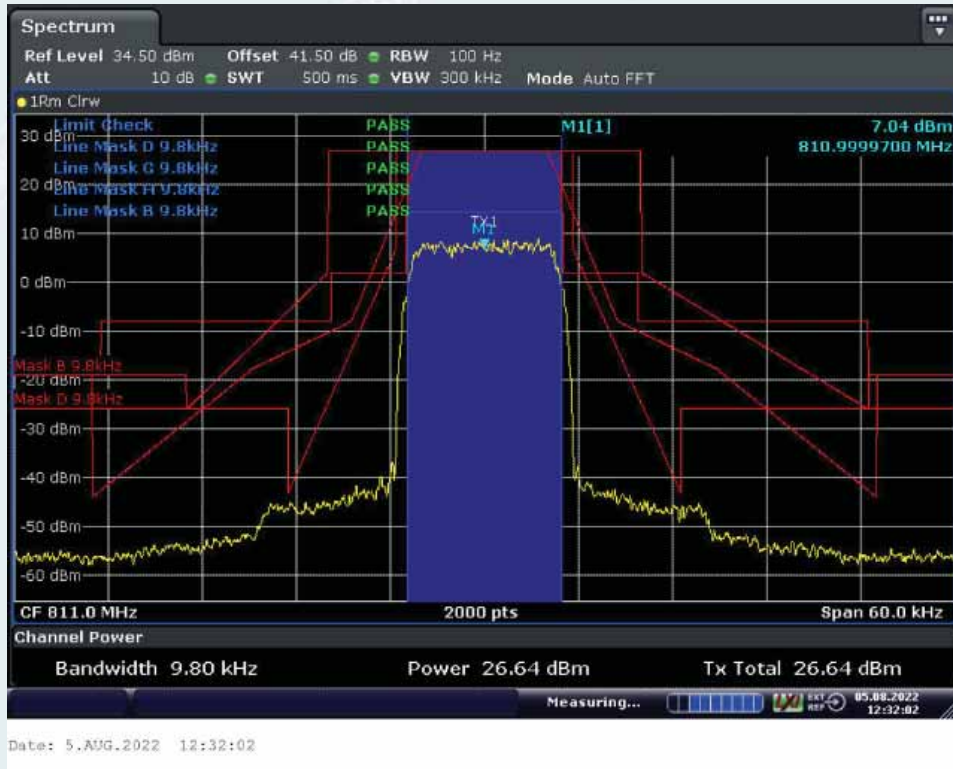 Spectrum
Ref Level 34.50 dBm Offset 41.50 dB RBW 100 Hz
Att 10 dB SWT 500 ms VBW 300 kHz Mode Auto FFT
1Rm Clrw
Limit Check PASS M1[1] 7.04 dBm
30 dBm
Line Mask D 9.8kHz PASS 810.9999700 MHz
Line Mask G 9.8kHz PASS
20 dBm
Line Mask H 9.8kHz PASS
Line Mask B 9.8kHz PASS
TX1
10 dBm
M1
0 dBm
-10 dBm
Mask B 9.8kHz
-20 dBm
Mask D 9.8kHz
-30 dBm
-40 dBm
-50 dBm
-60 dBm
CF 811.0 MHz 2000 pts Span 60.0 kHz
Channel Power
Bandwidth 9.80 kHz Power 26.64 dBm Tx Total 26.64 dBm
Measuring... EXT REF 05.08.2022
12:32:02
Date: 5.AUG.2022 12:32:02